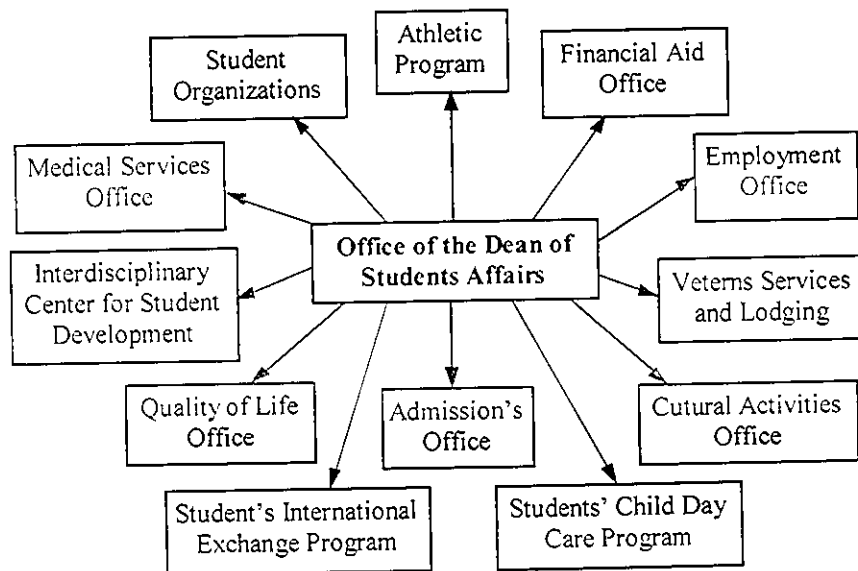 Athletic
Program
Student
Organizations
Financial Aid
Office
Medical Services
Office
Employment
Office
Office of the Dean of
Students Affairs
Interdisciplinary
Center for Student
Development
Veterns Services
and Lodging
Quality of Life
Office
Admission's
Office
Cutural Activities
Office
Student's International
Exchange Program
Students' Child Day
Care Program